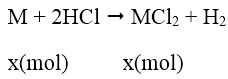 M + 2HCl → MCl₂ + H₂
x(mol) x(mol)